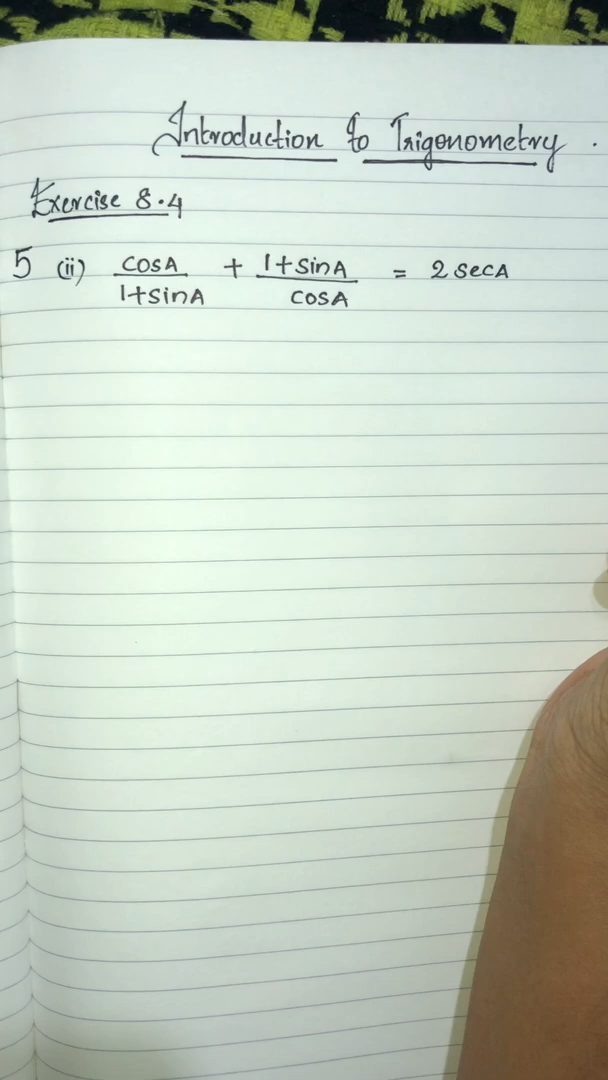 Introduction to Trigonometry.
Exercise 8.4
5 (ii) cosA/1+sinA + 1+sinA/cosA = 2 secA